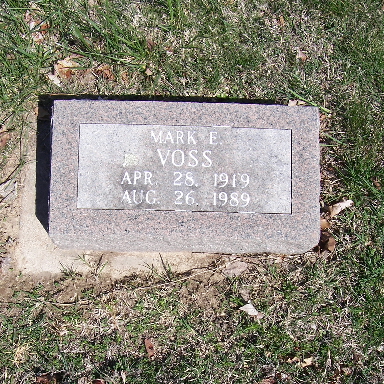 MARK E.
VOSS
APR. 28, 1919
AUG. 26, 1989